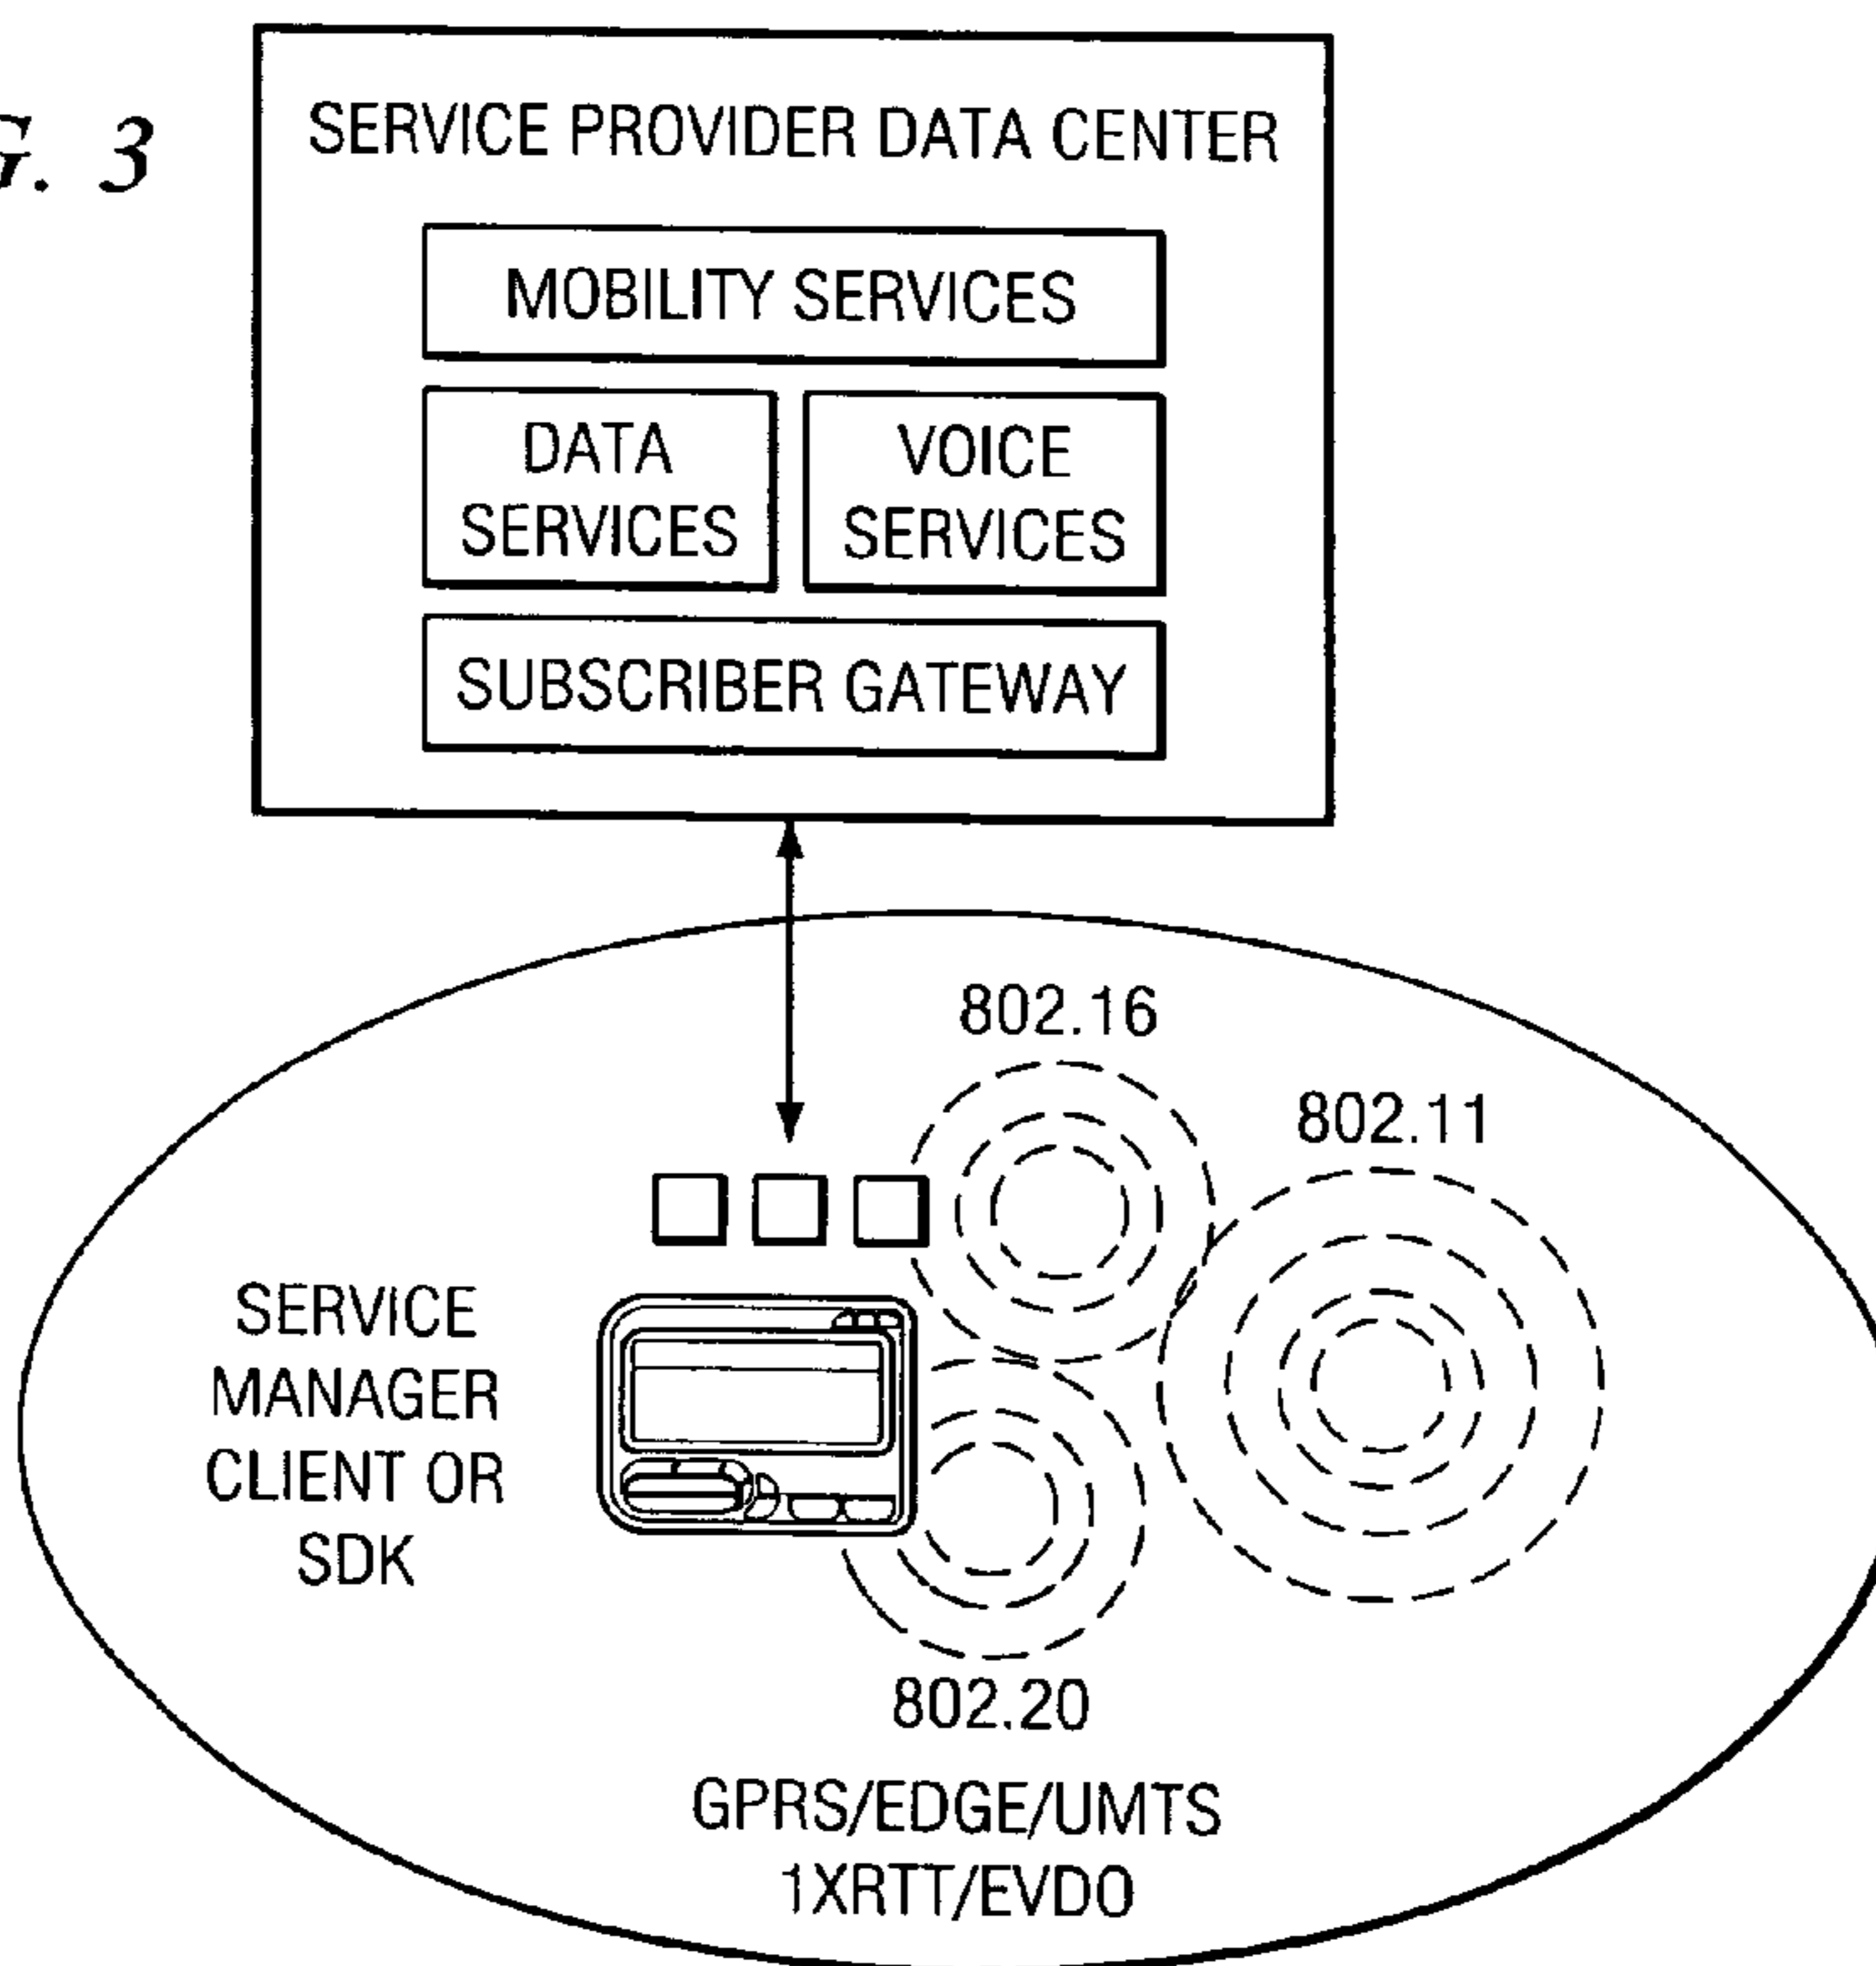 G. 3
SERVICE PROVIDER DATA CENTER
MOBILITY SERVICES
DATA
SERVICES
VOICE
SERVICES
SUBSCRIBER GATEWAY
802.16
802.11
SERVICE
MANAGER
CLIENT OR
SDK
802.20
GPRS/EDGE/UMTS
1XRTT/EVDO